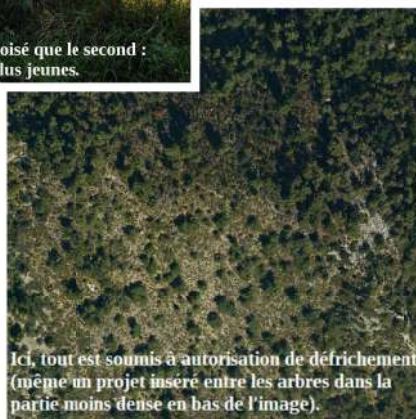 oisé que le second :
lus jeunes.
Ici, tout est soumis à autorisation de défrichement
(même un projet inséré entre les arbres dans la
partie moins dense en bas de l'image).